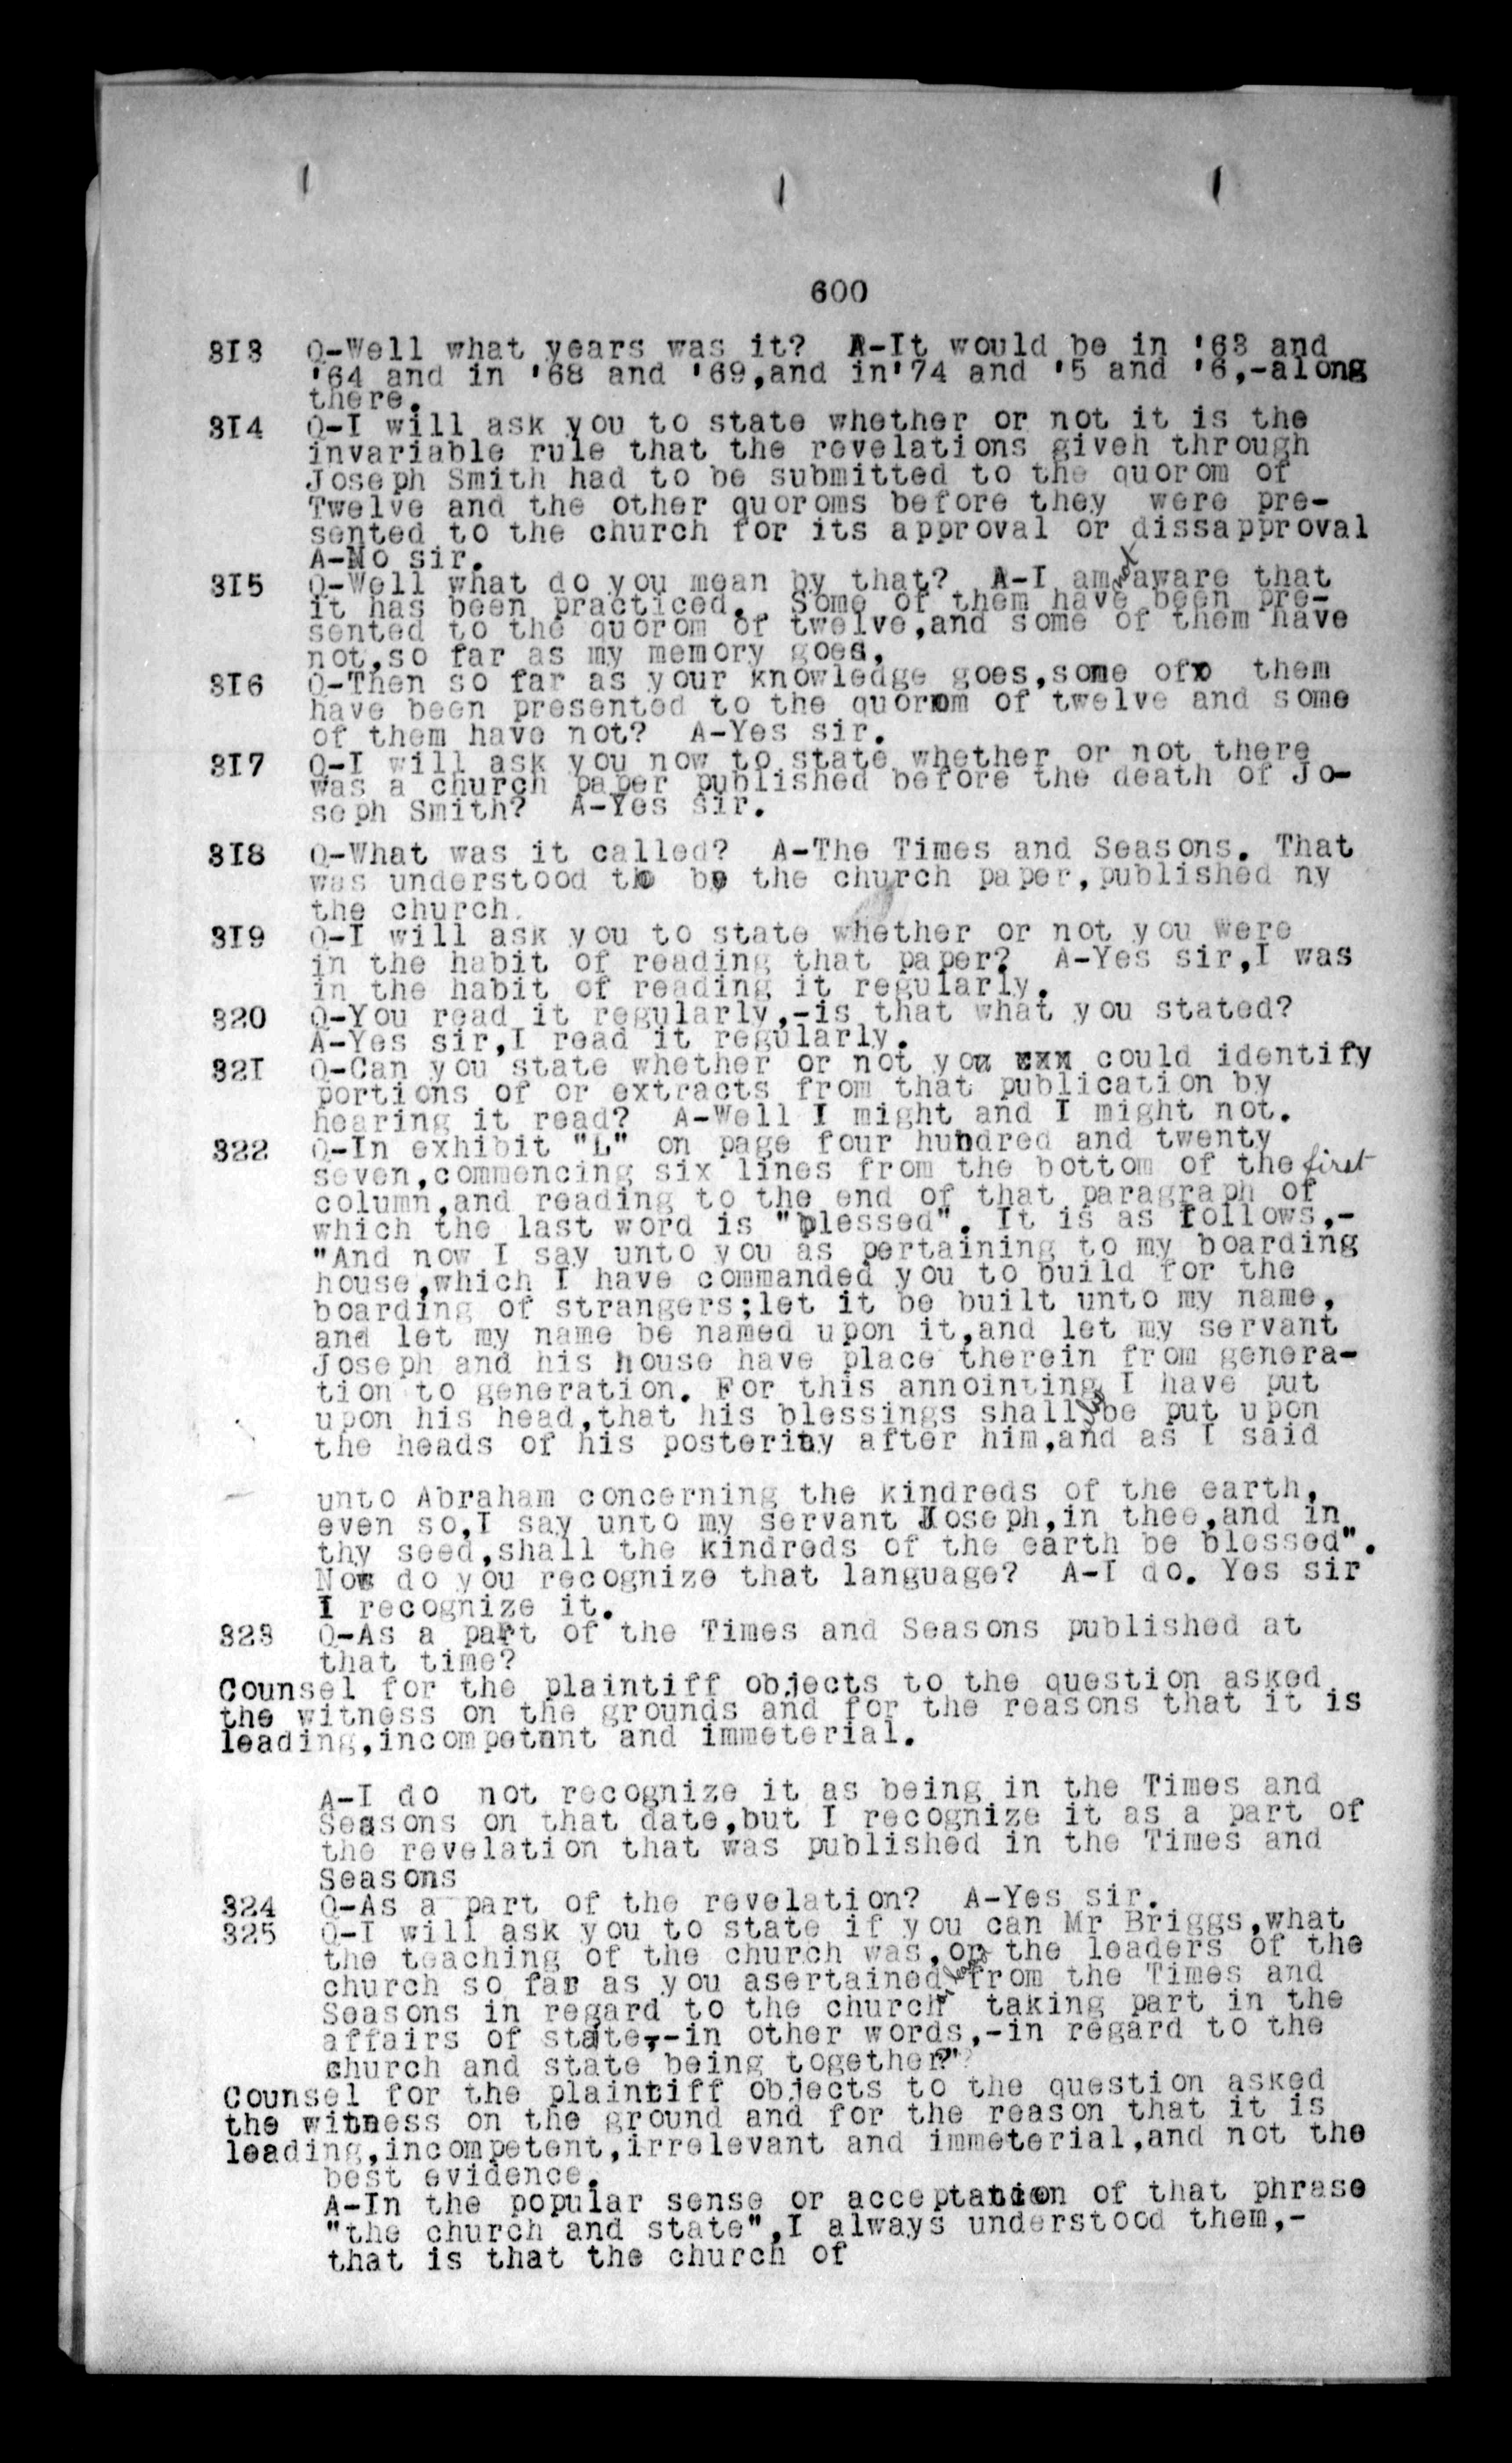 600
313 Q-Well what years was it? A-It would be in '63 and
'64 and in '68 and '69,and in'74 and '5 and '6,-along
there.
314 Q-I will ask you to state whether or not it is the
invariable rule that the revelations giveh through
Joseph Smith had to be submitted to the quorom of
Twelve and the other quoroms before they were pre-
sented to the church for its approval or dissapproval
A-No sir.
315 Q-Well what do you mean by that? A-I am not aware that
it has been practiced. Some of them have been pre-
sented to the quorom of twelve,and some of them have
not,so far as my memory goes,
316 Q-Then so far as your knowledge goes,some of them
have been presented to the quorom of twelve and some
of them have not? A-Yes sir.
317 Q-I will ask you now to state whether or not there
was a church paper published before the death of Jo-
seph Smith? A-Yes sir.
318 Q-What was it called? A-The Times and Seasons. That
was understood to be the church paper,published ny
the church.
319 Q-I will ask you to state whether or not you were
in the habit of reading that paper? A-Yes sir,I was
in the habit of reading it regularly.
320 Q-You read it regularly,-is that what you stated?
A-Yes sir,I read it regularly.
321 Q-Can you state whether or not you xxx could identify
portions of or extracts from that publication by
hearing it read? A-Well I might and I might not.
322 Q-In exhibit "L" on page four hundred and twenty
seven,commencing six lines from the bottom of the first
column,and reading to the end of that paragraph of
which the last word is "blessed". It is as follows,-
"And now I say unto you as pertaining to my boarding
house,which I have commanded you to build for the
boarding of strangers;let it be built unto my name,
and let my name be named upon it,and let my servant
Joseph and his house have place therein from genera-
tion to generation. For this annointing I have put
upon his head,that his blessings shall be put upon
the heads of his posterity after him,and as I said
unto Abraham concerning the kindreds of the earth,
even so,I say unto my servant Joseph,in thee,and in
thy seed,shall the kindreds of the earth be blessed".
Now do you recognize that language? A-I do. Yes sir
I recognize it.
323 Q-As a part of the Times and Seasons published at
that time?
Counsel for the plaintiff objects to the question asked
the witness on the grounds and for the reasons that it is
leading,incompetant and immeterial.
A-I do not recognize it as being in the Times and
Seasons on that date,but I recognize it as a part of
the revelation that was published in the Times and
Seasons
324 Q-As a part of the revelation? A-Yes sir.
325 Q-I will ask you to state if you can Mr Briggs,what
the teaching of the church was,or the leaders of the
church so far as you asertained from the Times and
Seasons in regard to the church taking part in the
affairs of state,-in other words,-in regard to the
church and state being together?"
Counsel for the plaintiff objects to the question asked
the witness on the ground and for the reason that it is
leading,incompetent,irrelevant and immeterial,and not the
best evidence.
A-In the popular sense or acceptation of that phrase
"the church and state",I always understood them,-
that is that the church of